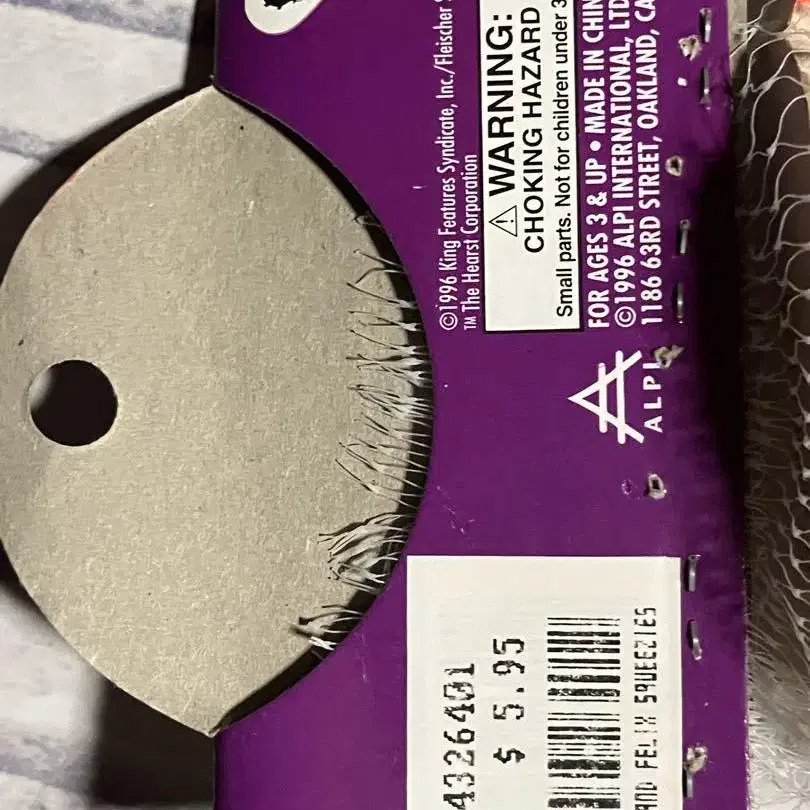 ©1996 King Features Syndicate, Inc./Fleischer
™ The Hearst Corporation
⚠ WARNING:
CHOKING HAZARD
Small parts. Not for children under 3
FOR AGES 3 & UP • MADE IN CHIN
©1996 ALPI INTERNATIONAL, LTD
1186 63RD STREET, OAKLAND, CA
ALPI
4326401
$ 5.95
FELIX SQUEEZIES